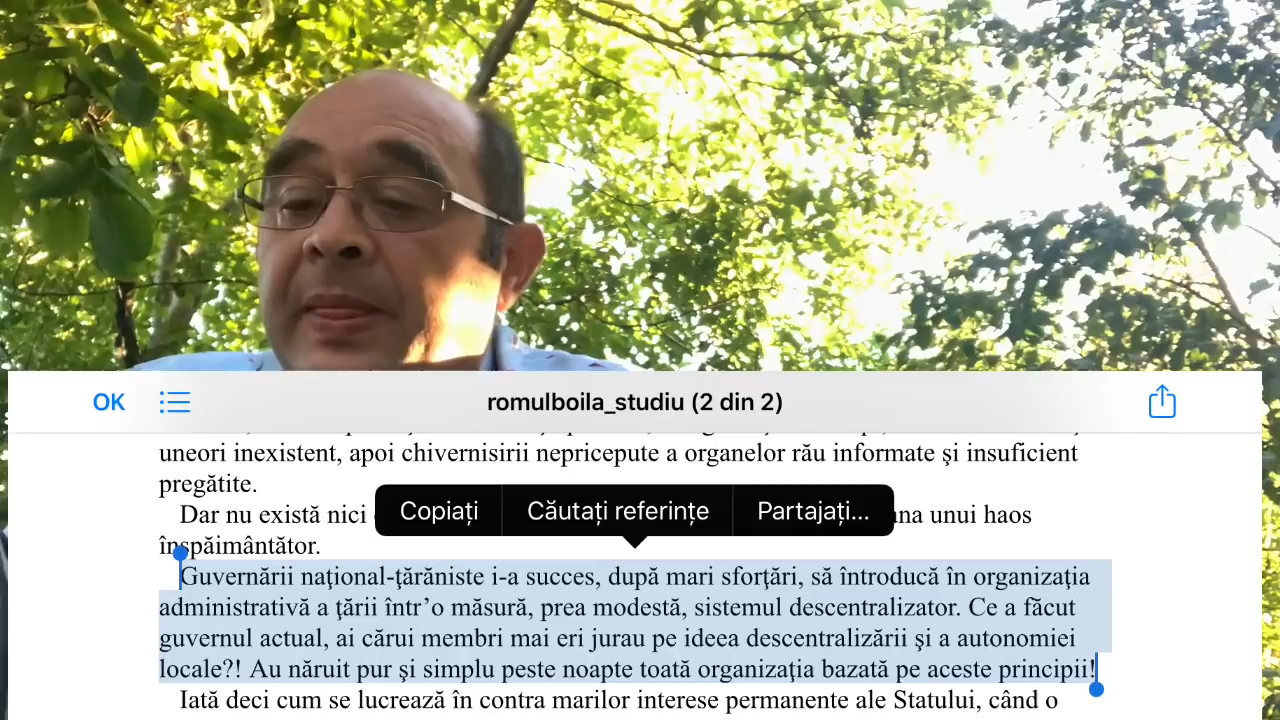 OK
romulboila_studiu (2 din 2)
uneori inexistent, apoi chivernisirii nepricepute a organelor rău informate şi insuficient
pregătite.
Dar nu există nici
unui haos
Copiați
Căutați referințe
Partajați...
înspăimântător.
Guvernării naţional-ţărăniste i-a succes, după mari sforţări, să întroducă în organizaţia
administrativă a ţării într’o măsură, prea modestă, sistemul descentralizator. Ce a făcut
guvernul actual, ai cărui membri mai eri jurau pe ideea descentralizării şi a autonomiei
locale?! Au năruit pur şi simplu peste noapte toată organizaţia bazată pe aceste principii!
Iată deci cum se lucrează în contra marilor interese permanente ale Statului, când o